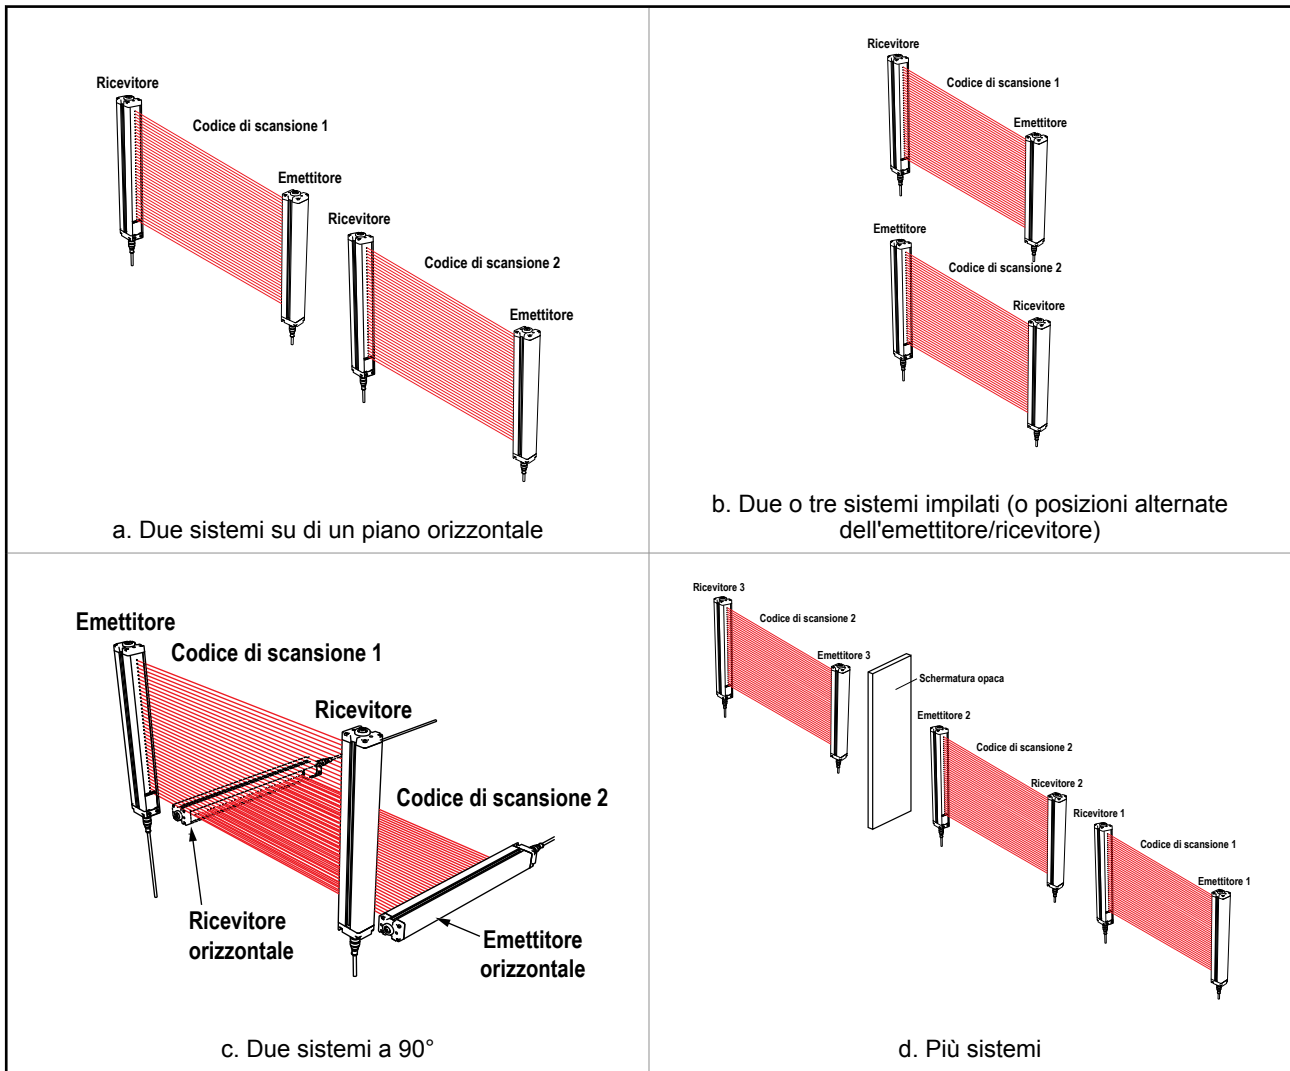 Ricevitore
Codice di scansione 1
Emettitore
Ricevitore
Codice di scansione 2
Emettitore
a. Due sistemi su di un piano orizzontale
Ricevitore
Codice di scansione 1
Emettitore
Emettitore
Codice di scansione 2
Ricevitore
b. Due o tre sistemi impilati (o posizioni alternate
dell'emettitore/ricevitore)
Emettitore
Codice di scansione 1
Ricevitore
Codice di scansione 2
Ricevitore
orizzontale
Emettitore
orizzontale
c. Due sistemi a 90°
Ricevitore 3
Codice di scansione 2
Emettitore 3
Schermatura opaca
Emettitore 2
Codice di scansione 2
Ricevitore 2
Ricevitore 1
Codice di scansione 1
Emettitore 1
d. Più sistemi